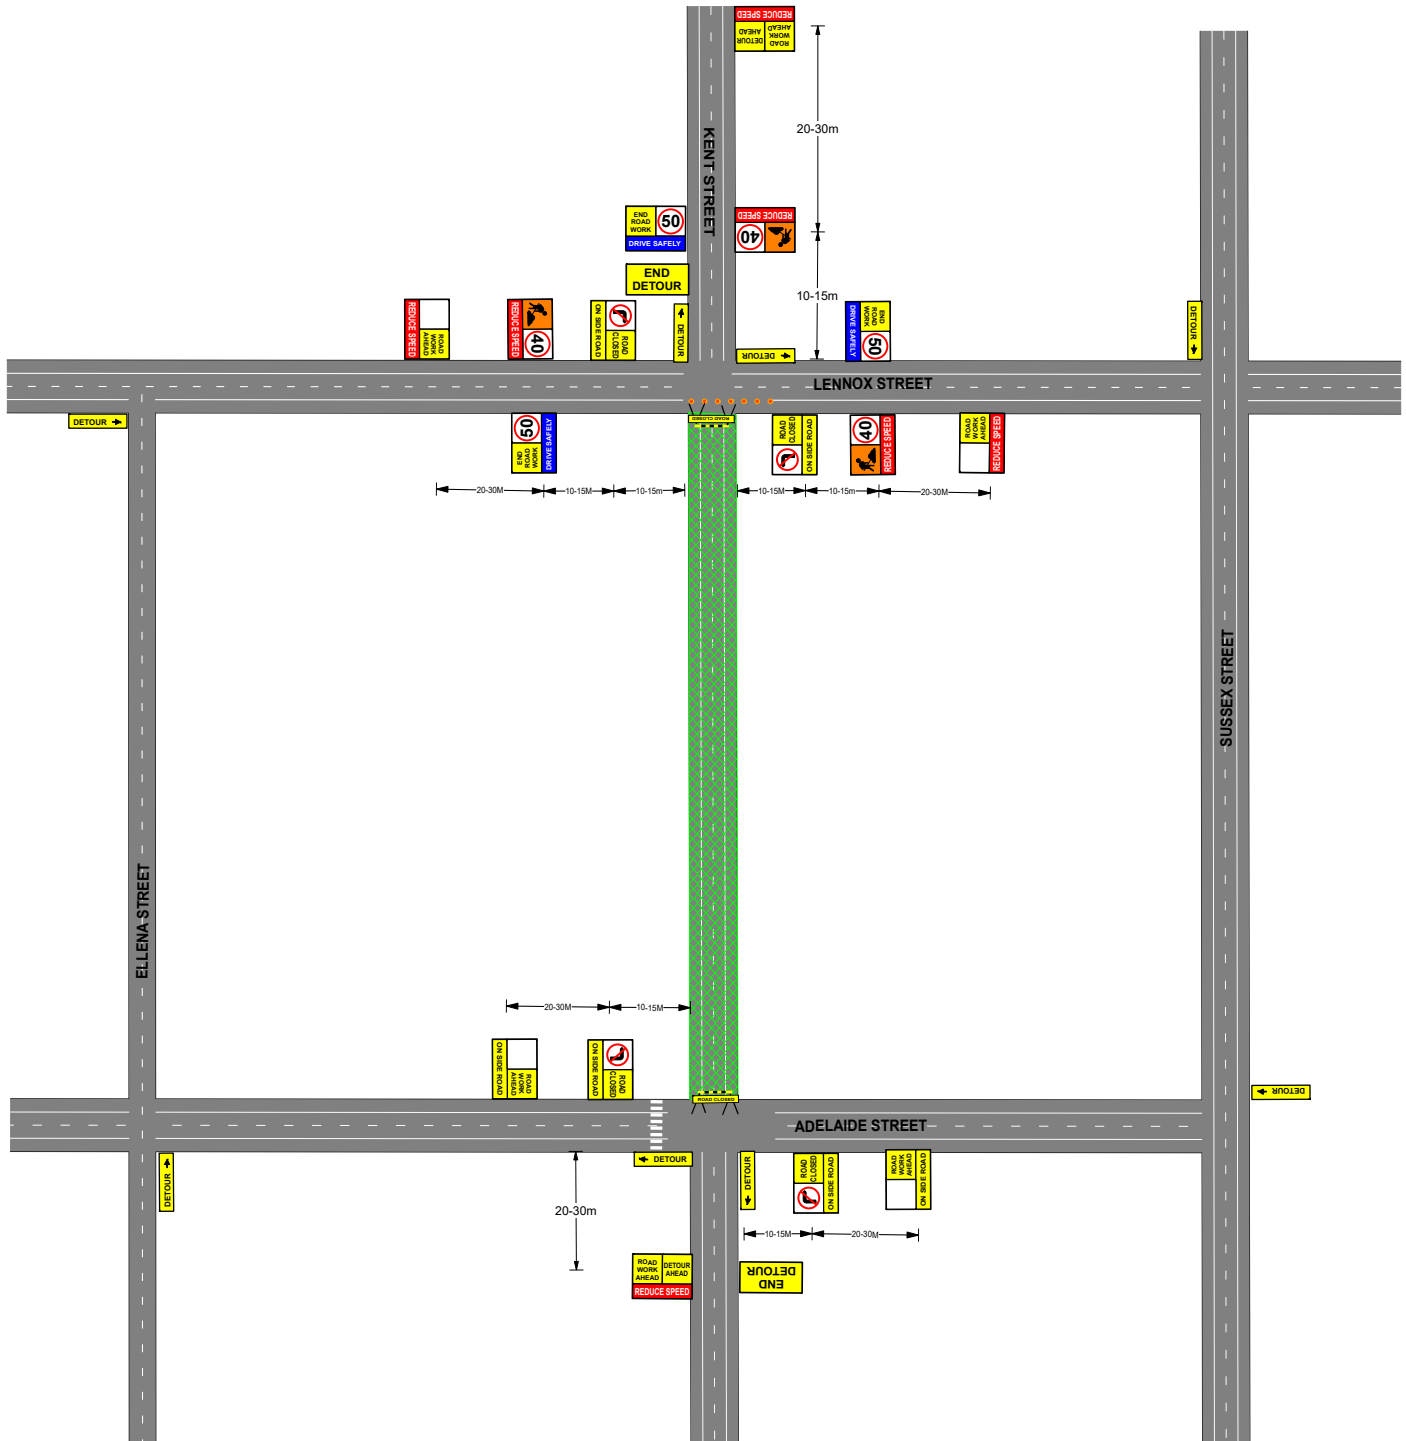 REDUCE SPEED
DETOUR
AHEAD
ROAD
WORK
AHEAD
20-30m
KENT STREET
END
ROAD
WORK
50
DRIVE SAFELY
REDUCE SPEED
40
END
DETOUR
10-15m
REDUCE SPEED
ROAD
WORK
AHEAD
REDUCE SPEED
40
ON SIDE ROAD
ROAD
CLOSED
DETOUR
DETOUR
DRIVE SAFELY
END
ROAD
WORK
50
DETOUR
LENNOX STREET
DETOUR
50
END
ROAD
WORK
DRIVE SAFELY
ROAD CLOSED
ROAD
CLOSED
ON SIDE ROAD
40
REDUCE SPEED
ROAD
WORK
AHEAD
REDUCE SPEED
20-30M
10-15M
10-15m
10-15M
10-15m
20-30M
SUSSEX STREET
ELLENA STREET
20-30M
10-15M
ON SIDE ROAD
ROAD
WORK
AHEAD
ON SIDE ROAD
ROAD
CLOSED
ROAD CLOSED
DETOUR
ADELAIDE STREET
DETOUR
DETOUR
DETOUR
ROAD
CLOSED
ON SIDE ROAD
ROAD
WORK
AHEAD
ON SIDE ROAD
20-30m
10-15M
20-30M
ROAD
WORK
AHEAD
DETOUR
AHEAD
REDUCE SPEED
END
DETOUR